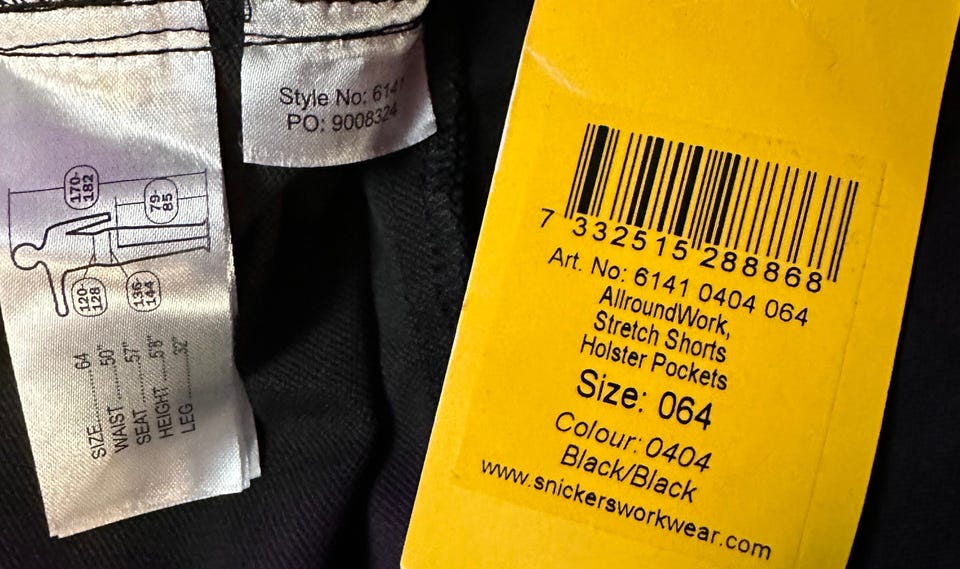 Style No: 6141
PO: 9008324
170-
182
79-
85
120-
128
136-
144
SIZE............64
WAIST .........50"
SEAT ...........57"
HEIGHT ......5'8"
LEG .............32"
7 332515 288868
Art. No: 6141 0404 064
AllroundWork,
Stretch Shorts
Holster Pockets
Size: 064
Colour: 0404
Black/Black
www.snickersworkwear.com